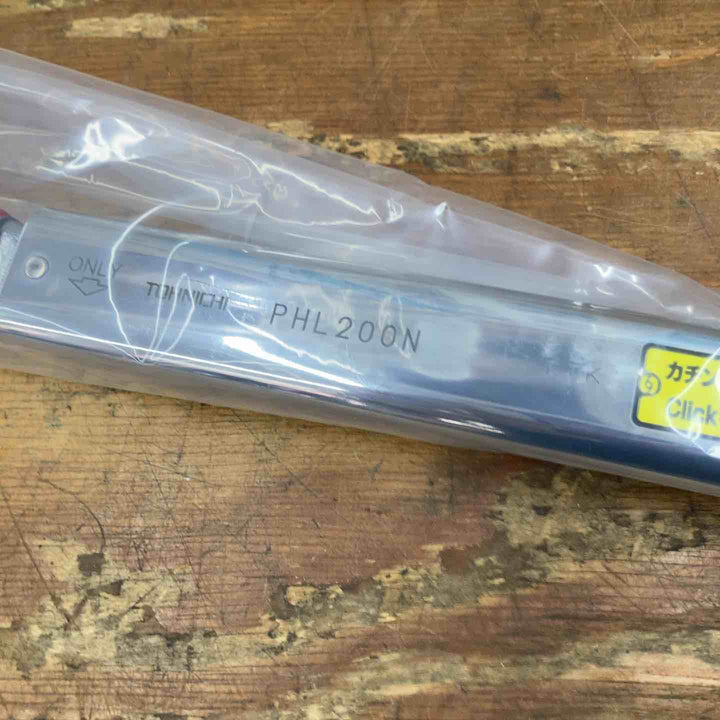 ONLY
TOHNICHI
PHL200N
K
カチン
Click